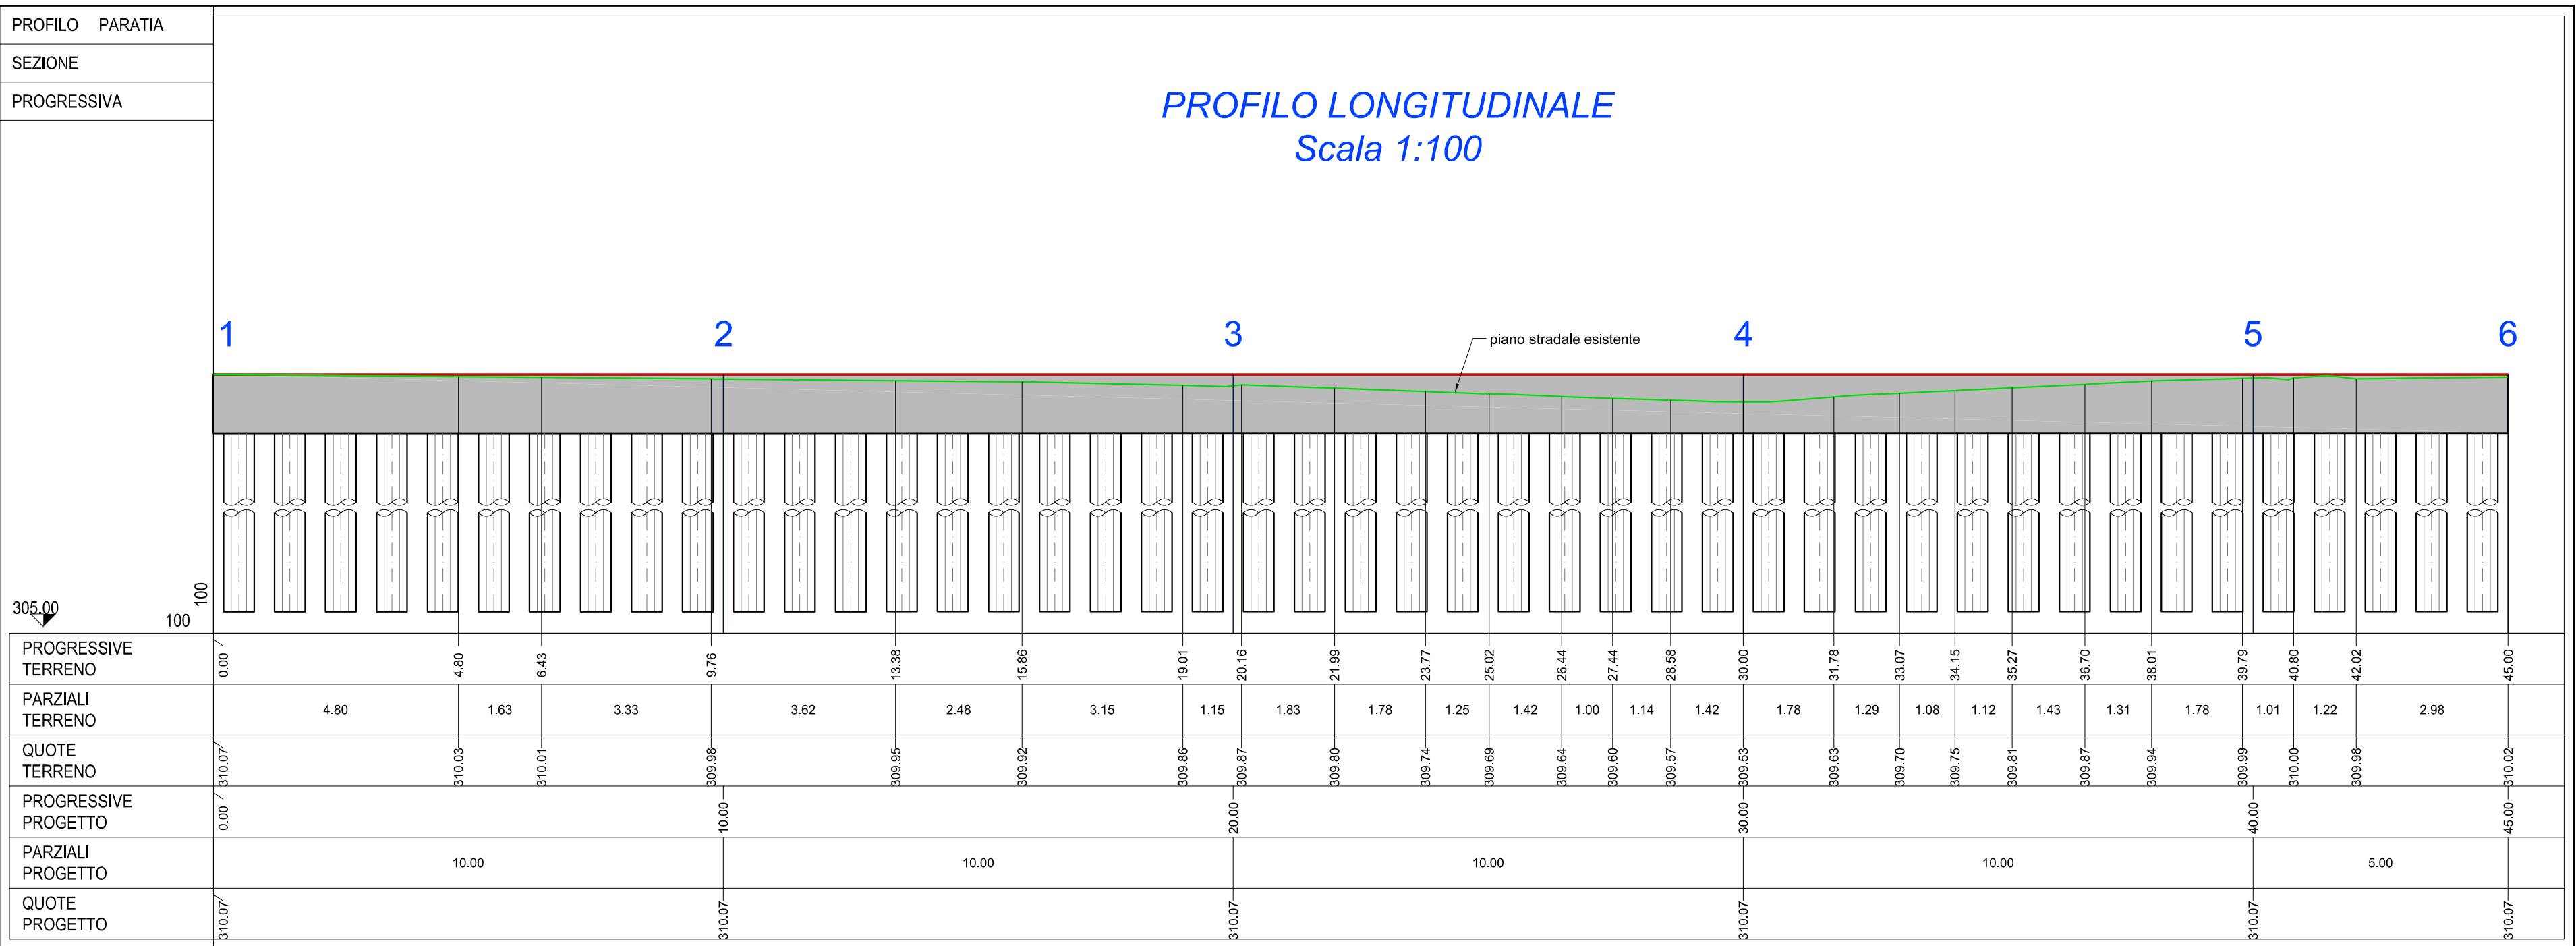 PROFILO PARATIA
SEZIONE
PROGRESSIVA
PROFILO LONGITUDINALE
Scala 1:100
1 2 3 4 5 6
piano stradale esistente
305.00
100
100
PROGRESSIVE
TERRENO
0.00 4.80 6.43 9.76 13.38 15.86 19.01 20.16 21.99 23.77 25.02 26.44 27.44 28.58 30.00 31.78 33.07 34.15 35.27 36.70 38.01 39.79 40.80 42.02 45.00
PARZIALI
TERRENO
4.80 1.63 3.33 3.62 2.48 3.15 1.15 1.83 1.78 1.25 1.42 1.00 1.14 1.42 1.78 1.29 1.08 1.12 1.43 1.31 1.78 1.01 1.22 2.98
QUOTE
TERRENO
310.07 310.03 310.01 309.98 309.95 309.92 309.86 309.87 309.80 309.74 309.69 309.64 309.60 309.57 309.53 309.63 309.70 309.75 309.81 309.87 309.94 309.99 310.00 309.98 310.02
PROGRESSIVE
PROGETTO
0.00 10.00 20.00 30.00 40.00 45.00
PARZIALI
PROGETTO
10.00 10.00 10.00 10.00 5.00
QUOTE
PROGETTO
310.07 310.07 310.07 310.07 310.07 310.07